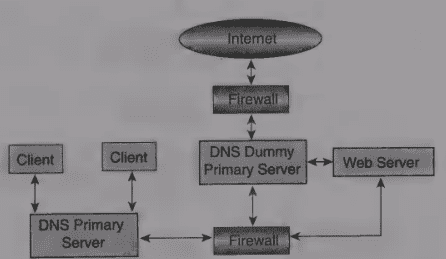 Internet
Firewall
Client
Client
DNS Dummy
Primary Server
Web Server
DNS Primary
Server
Firewall